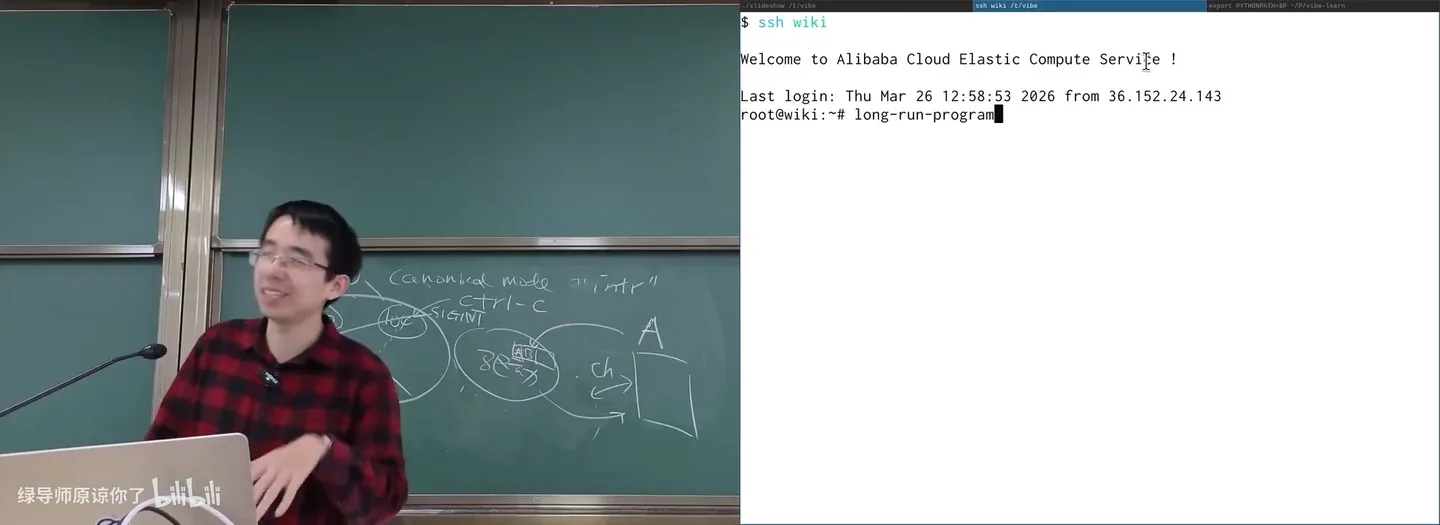 ./slideshow /t/vibe
ssh wiki /t/vibe
export PYTHONPATH=$P ~/P/vibe-learn
$ ssh wiki
Welcome to Alibaba Cloud Elastic Compute Service !
Last login: Thu Mar 26 12:58:53 2026 from 36.152.24.143
root@wiki:~# long-run-program
canonical mode "intr"
ctrl-c
SIGINT
A
ch
绿导师原谅你了 bilibili